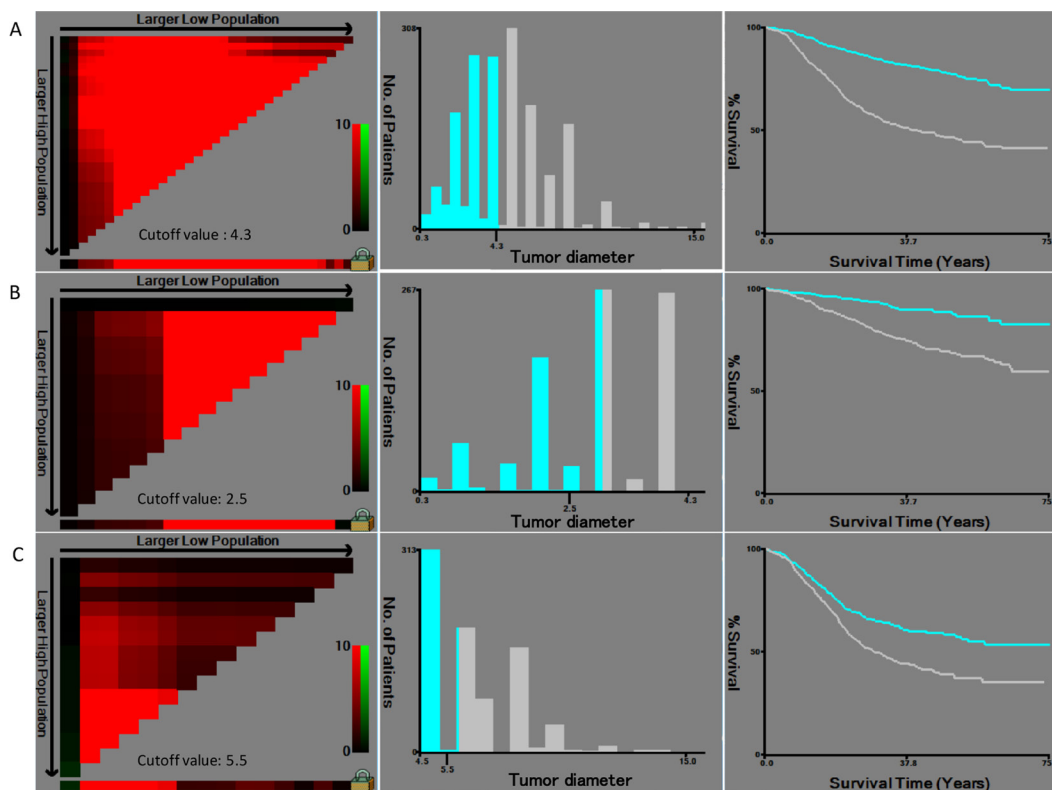 A
Larger Low Population
Larger High Population
10
0
Cutoff value : 4.3
No. of Patients
308
0
0.3
4.3
15.0
Tumor diameter
% Survival
100
50
0
0.0
37.7
75
Survival Time (Years)
B
Larger Low Population
Larger High Population
10
0
Cutoff value: 2.5
No. of Patients
267
0
0.3
2.5
4.3
Tumor diameter
% Survival
100
50
0
0.0
37.7
75
Survival Time (Years)
C
Larger Low Population
Larger High Population
10
0
Cutoff value: 5.5
No. of Patients
313
0
4.5
5.5
15.0
Tumor diameter
% Survival
100
50
0
0.0
37.8
75
Survival Time (Years)